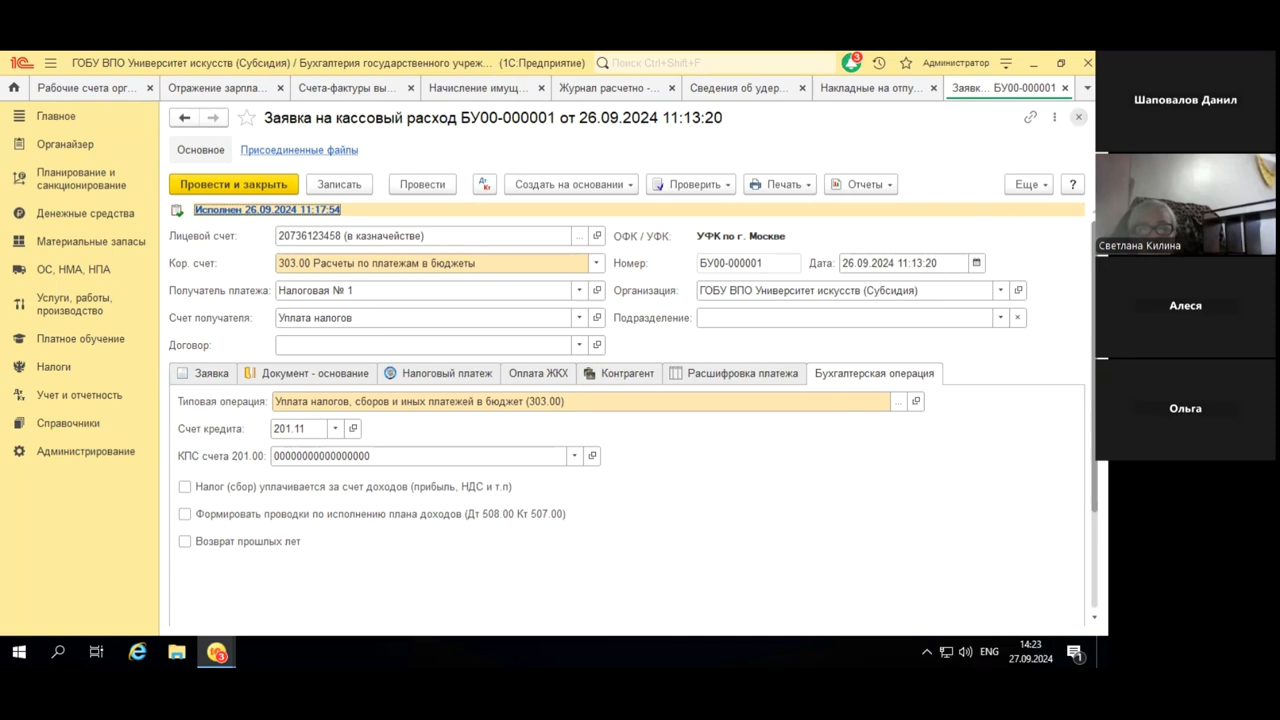 1С ГОБУ ВПО Университет искусств (Субсидия) / Бухгалтерия государственного учреж... (1С:Предприятие) Поиск Ctrl+Shift+F 3 Администратор
Рабочие счета орг... Отражение зарпла... Счета-фактуры вы... Начисление имущ... Журнал расчетно -... Сведения об удер... Накладные на отпу... Заявк... БУ00-000001
Главное
Органайзер
Планирование и
санкционирование
Денежные средства
Материальные запасы
ОС, НМА, НПА
Услуги, работы,
производство
Платное обучение
Налоги
Учет и отчетность
Справочники
Администрирование
Заявка на кассовый расход БУ00-000001 от 26.09.2024 11:13:20
Основное Присоединенные файлы
Провести и закрыть Записать Провести Дт Кт Создать на основании Проверить Печать Отчеты Еще ?
Исполнен 26.09.2024 11:17:54
Лицевой счет: 20736123458 (в казначействе) ... ОФК / УФК: УФК по г. Москве
Кор. счет: 303.00 Расчеты по платежам в бюджеты Номер: БУ00-000001 Дата: 26.09.2024 11:13:20
Получатель платежа: Налоговая № 1 Организация: ГОБУ ВПО Университет искусств (Субсидия)
Счет получателя: Уплата налогов Подразделение:
Договор:
Заявка Документ - основание Налоговый платеж Оплата ЖКХ Контрагент Расшифровка платежа Бухгалтерская операция
Типовая операция: Уплата налогов, сборов и иных платежей в бюджет (303.00) ...
Счет кредита: 201.11
КПС счета 201.00: 00000000000000000
Налог (сбор) уплачивается за счет доходов (прибыль, НДС и т.п)
Формировать проводки по исполнению плана доходов (Дт 508.00 Кт 507.00)
Возврат прошлых лет
Шаповалов Данил
Светлана Килина
Алеся
Ольга
3 ENG 14:23
27.09.2024 1